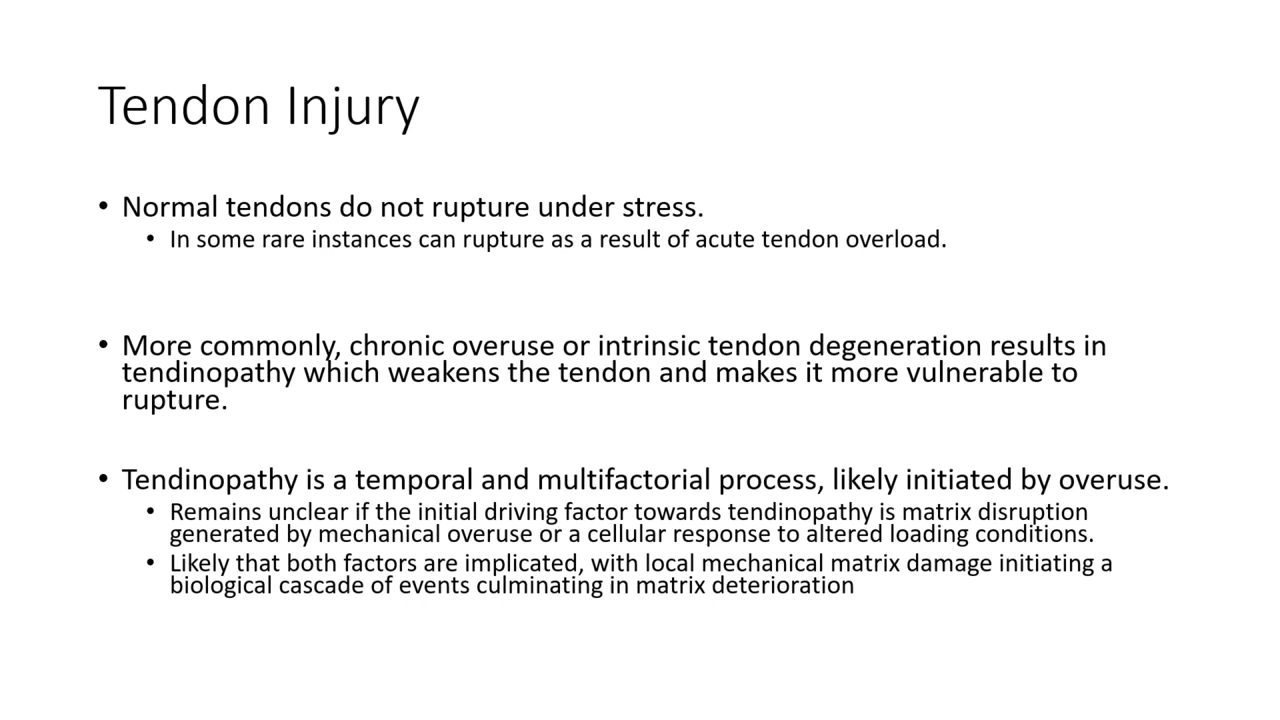 Tendon Injury
• Normal tendons do not rupture under stress.
• In some rare instances can rupture as a result of acute tendon overload.
• More commonly, chronic overuse or intrinsic tendon degeneration results in
tendinopathy which weakens the tendon and makes it more vulnerable to
rupture.
• Tendinopathy is a temporal and multifactorial process, likely initiated by overuse.
• Remains unclear if the initial driving factor towards tendinopathy is matrix disruption
generated by mechanical overuse or a cellular response to altered loading conditions.
• Likely that both factors are implicated, with local mechanical matrix damage initiating a
biological cascade of events culminating in matrix deterioration